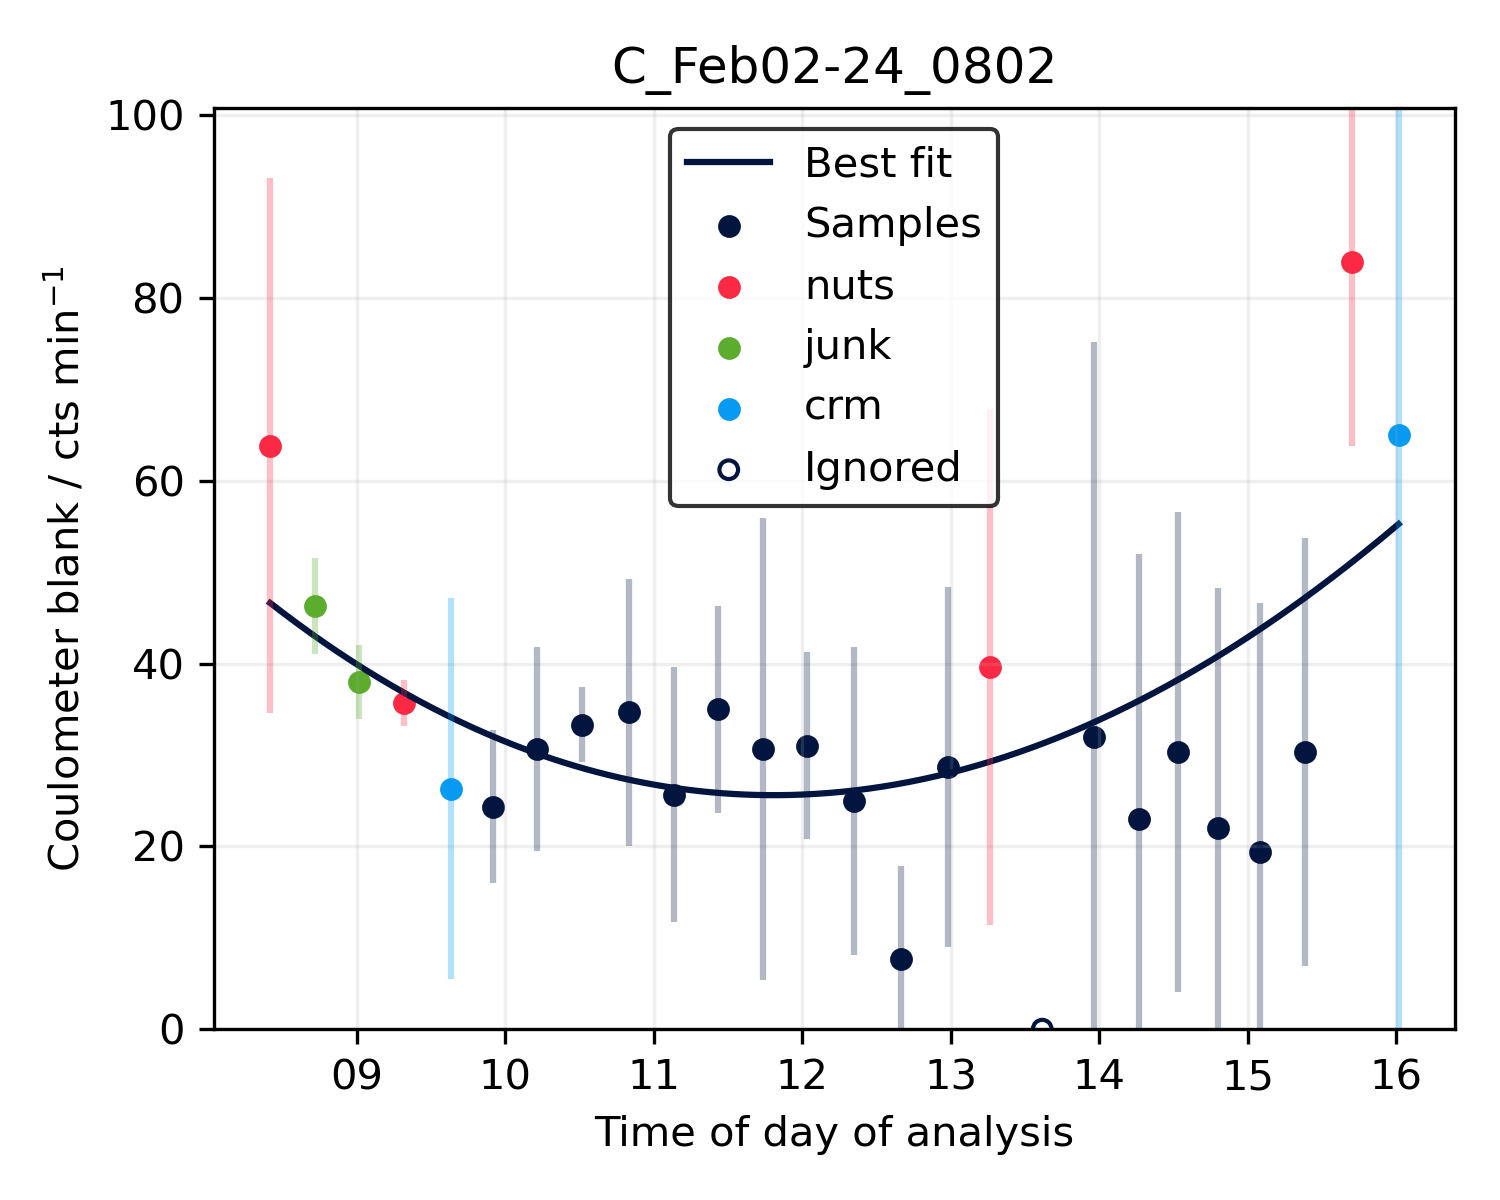 C_Feb02-24_0802
Coulometer blank / cts min⁻¹
100
80
60
40
20
0
Best fit
Samples
nuts
junk
crm
Ignored
09 10 11 12 13 14 15 16
Time of day of analysis